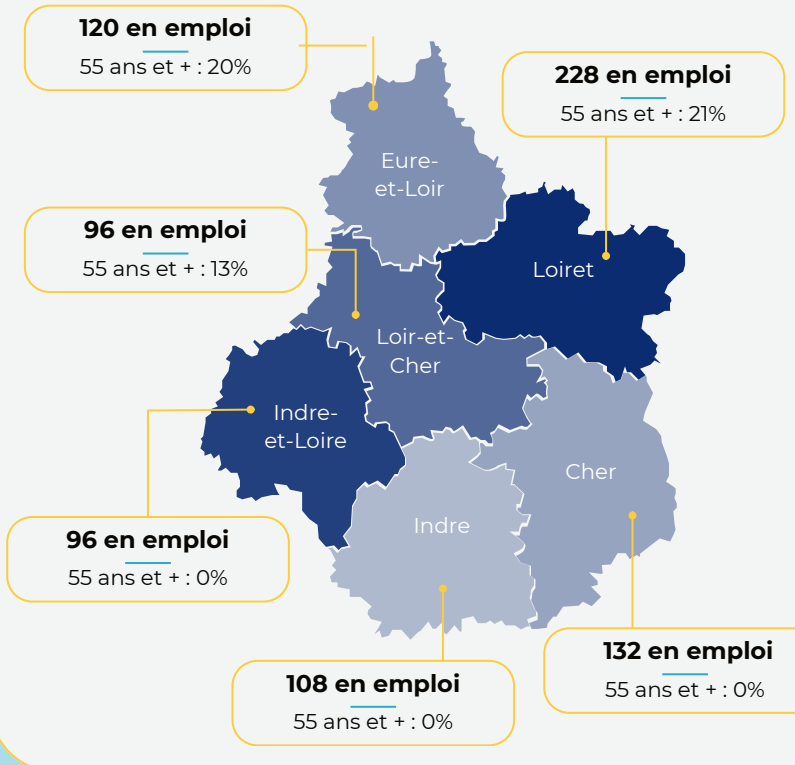 120 en emploi
55 ans et + : 20%
228 en emploi
55 ans et + : 21%
Eure-
et-Loir
96 en emploi
55 ans et + : 13%
Loiret
Loir-et-
Cher
Indre-
et-Loire
Cher
Indre
96 en emploi
55 ans et + : 0%
132 en emploi
55 ans et + : 0%
108 en emploi
55 ans et + : 0%